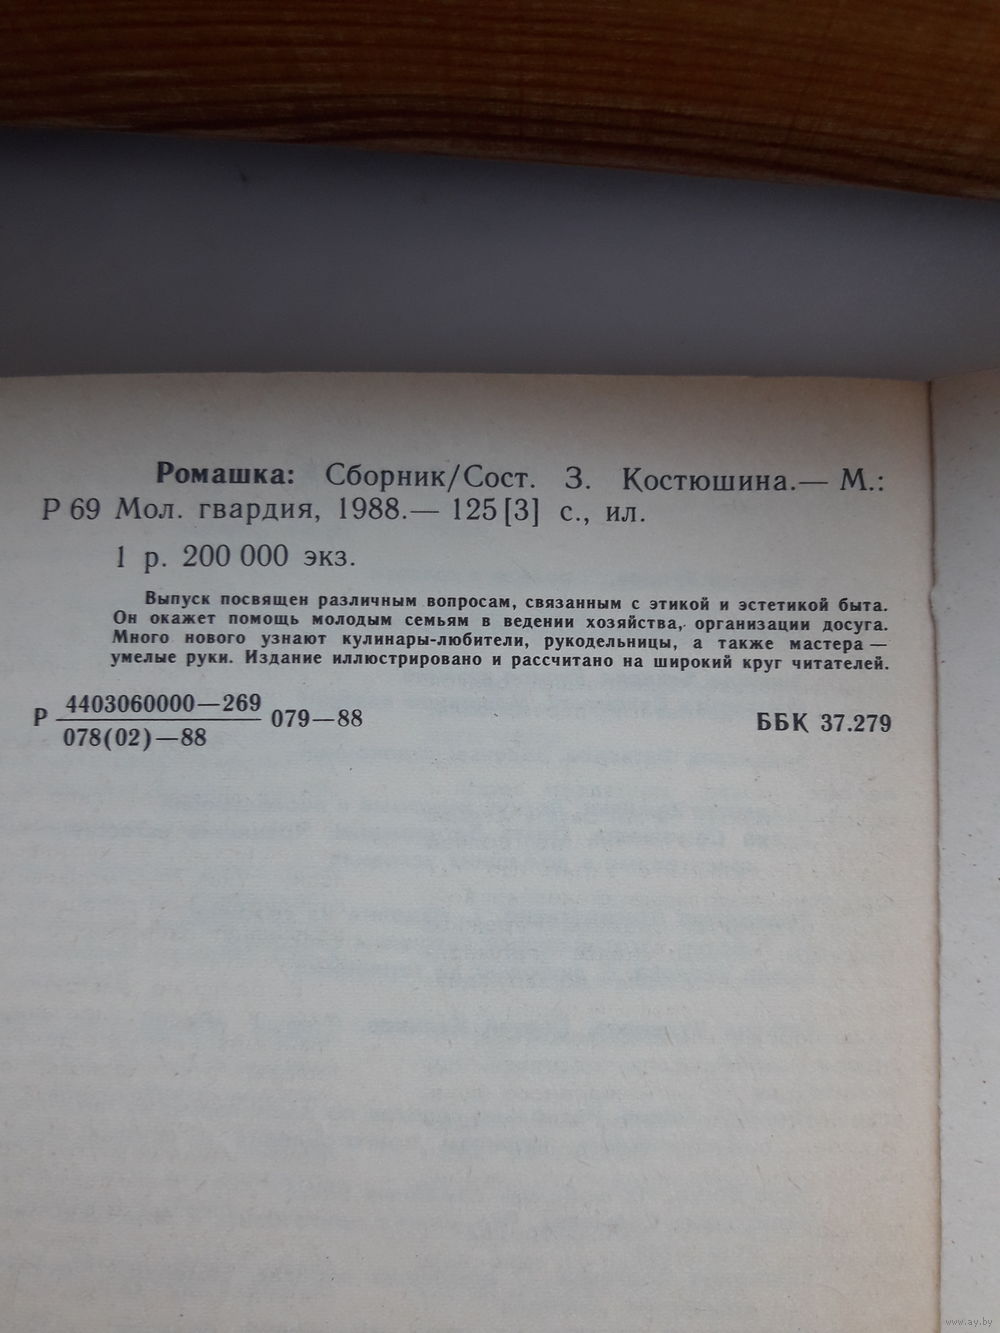 Ромашка: Сборник/Сост. З. Костюшина.— М.:
Р 69 Мол. гвардия, 1988.— 125 [3] с., ил.
1 р. 200 000 экз.
Выпуск посвящен различным вопросам, связанным с этикой и эстетикой быта.
Он окажет помощь молодым семьям в ведении хозяйства, организации досуга.
Много нового узнают кулинары-любители, рукодельницы, а также мастера —
умелые руки. Издание иллюстрировано и рассчитано на широкий круг читателей.
Р 4403060000—269 079—88 ББК 37.279
078(02)—88
www.ay.by